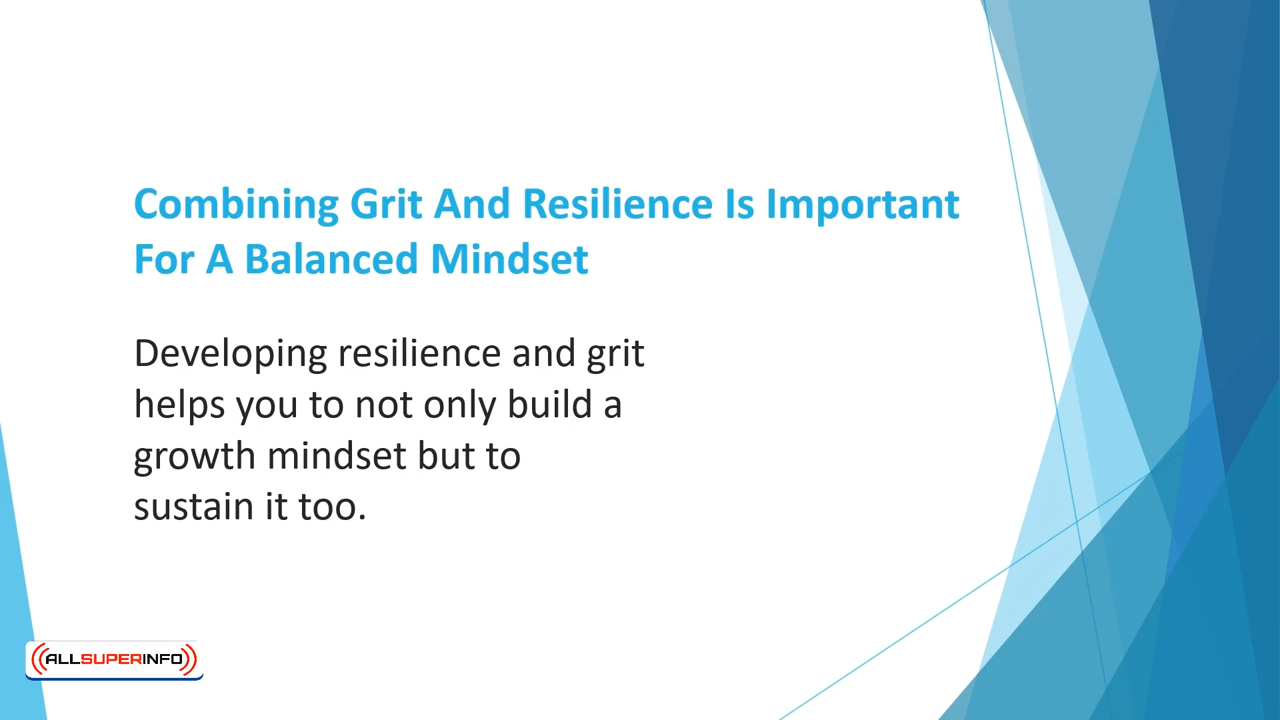 Combining Grit And Resilience Is Important
For A Balanced Mindset
Developing resilience and grit
helps you to not only build a
growth mindset but to
sustain it too.
ALLSUPERINFO